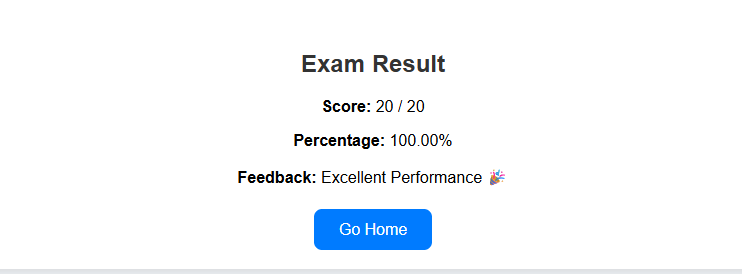 Exam Result
Score: 20 / 20
Percentage: 100.00%
Feedback: Excellent Performance 🎉
Go Home